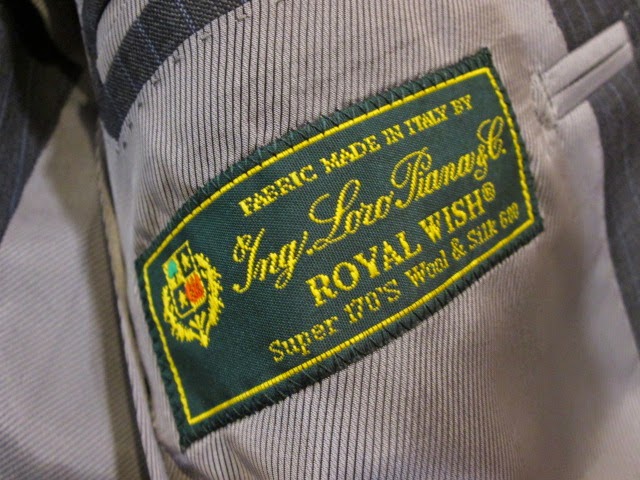 FABRIC MADE IN ITALY BY
Ing. Loro Piana & C.
ROYAL WISH®
Super 170'S Wool & Silk